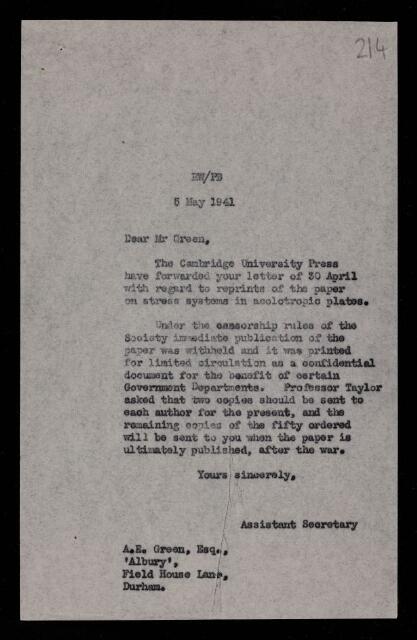 214
EW/PB
5 May 1941
Dear Mr Green,
The Cambridge University Press
have forwarded your letter of 30 April
with regard to reprints of the paper
on stress systems in aeolotropic plates.
Under the censorship rules of the
Society immediate publication of the
paper was withheld and it was printed
for limited circulation as a confidential
document for the benefit of certain
Government Departments. Professor Taylor
asked that two copies should be sent to
each author for the present, and the
remaining copies of the fifty ordered
will be sent to you when the paper is
ultimately published, after the war.
Yours sincerely,
Assistant Secretary
A.E. Green, Esq.,
'Albury',
Field House Lane,
Durham.